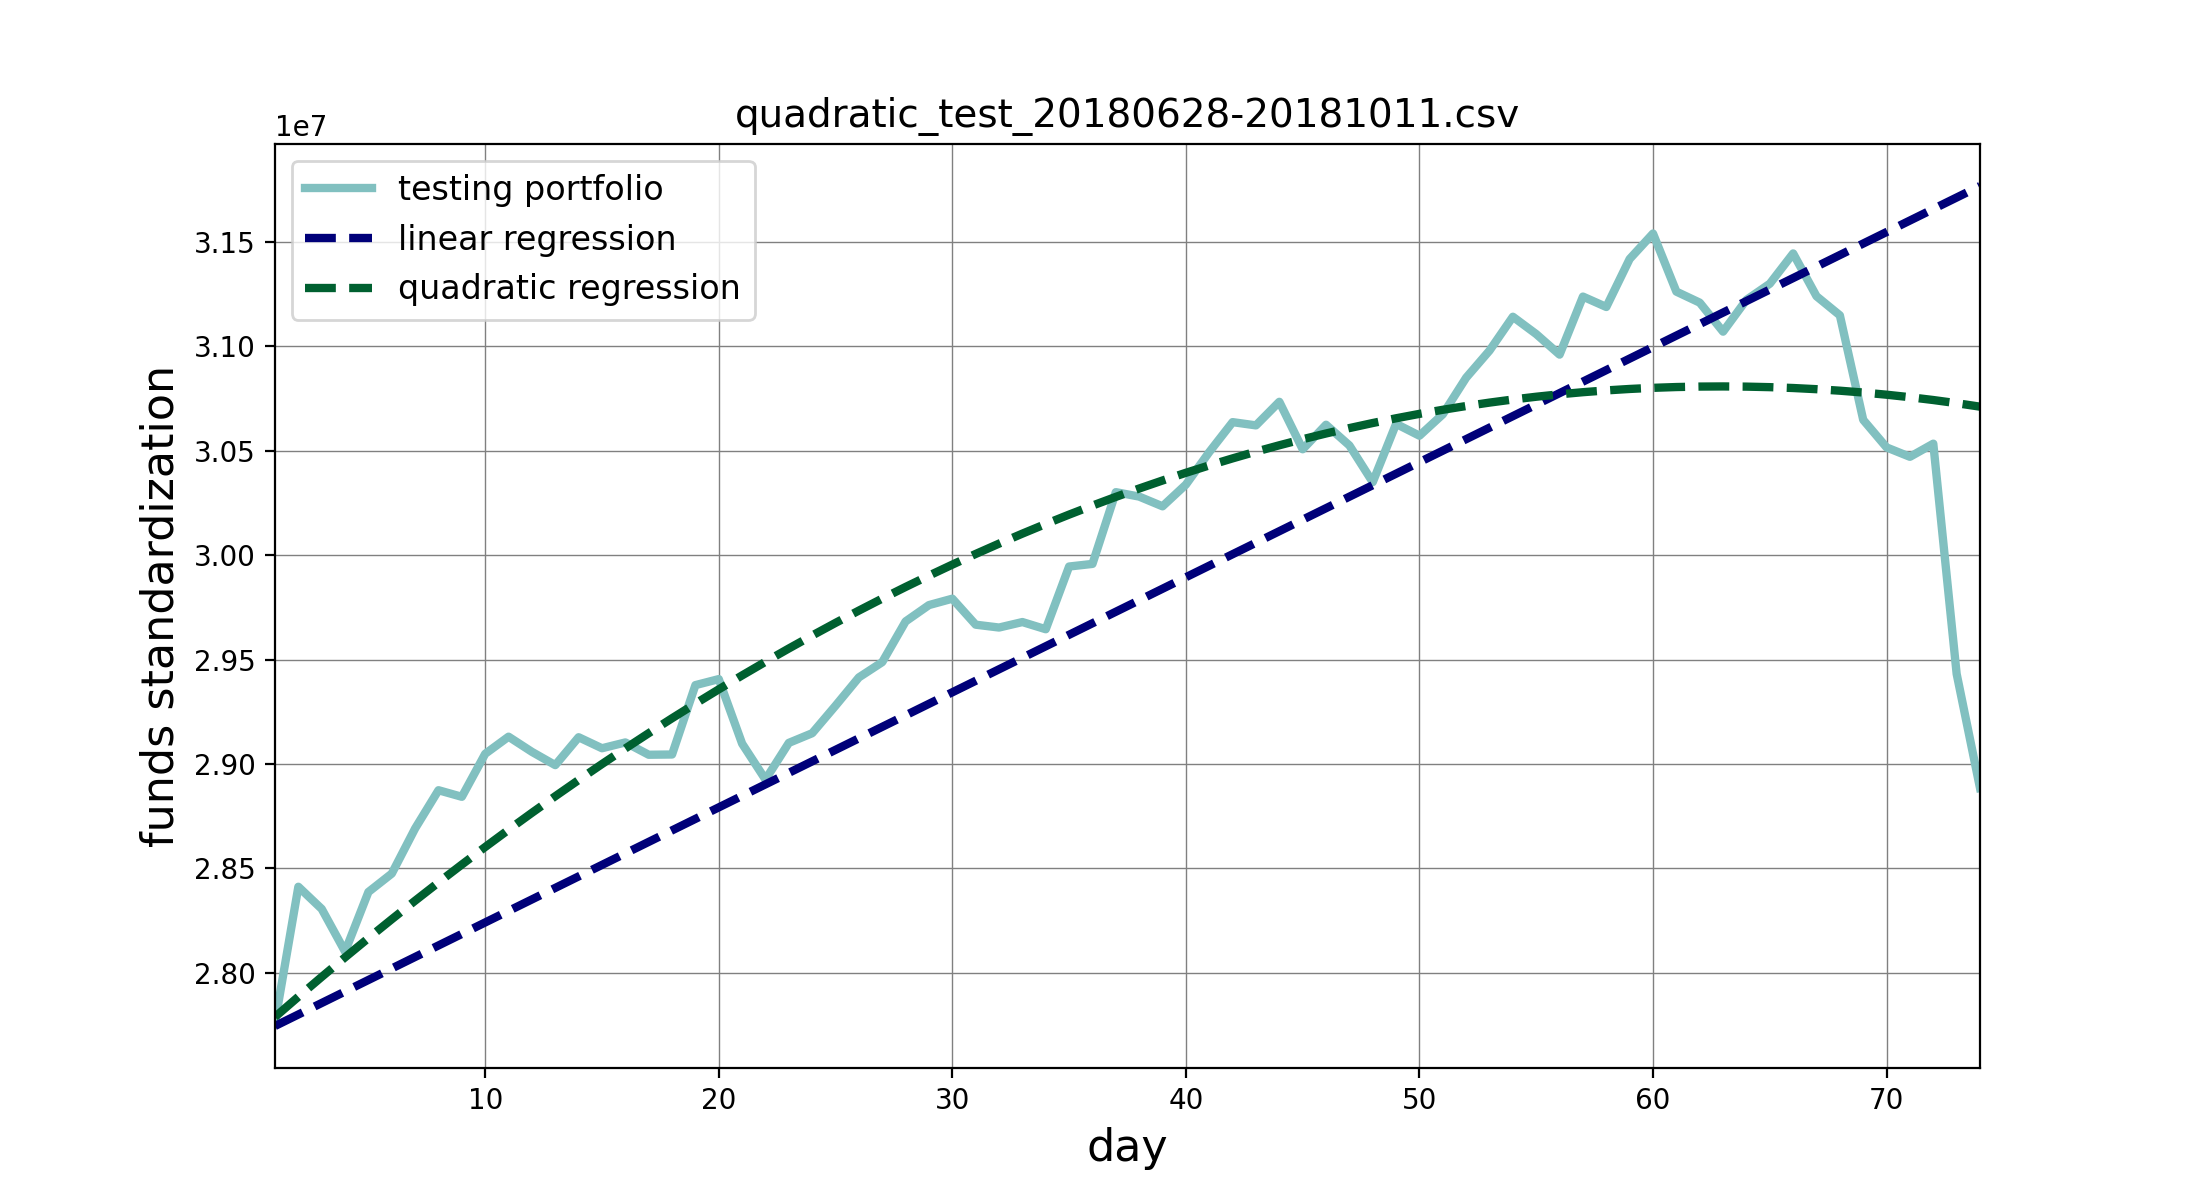 quadratic_test_20180628-20181011.csv
1e7
testing portfolio
linear regression
quadratic regression
3.15
3.10
3.05
3.00
2.95
2.90
2.85
2.80
funds standardization
10 20 30 40 50 60 70
day